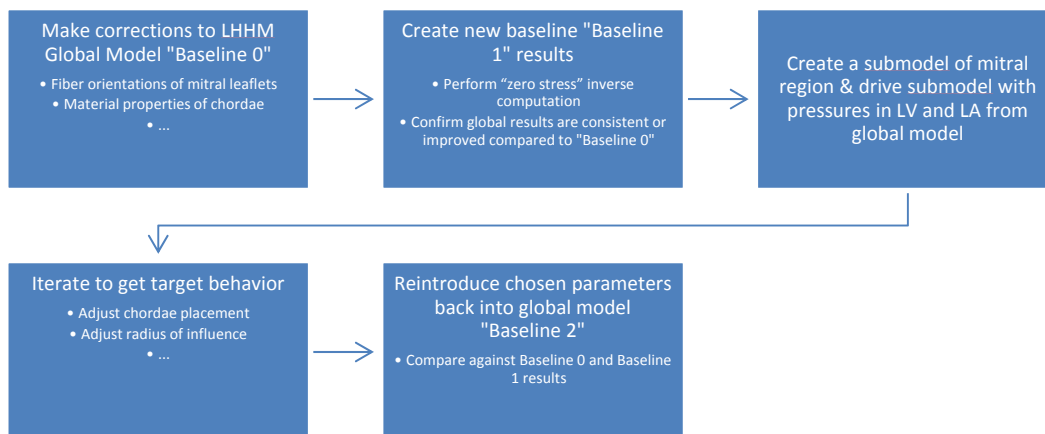 Make corrections to LHHM
Global Model "Baseline 0"
• Fiber orientations of mitral leaflets
• Material properties of chordae
• ...
Create new baseline "Baseline
1" results
• Perform “zero stress” inverse
computation
• Confirm global results are consistent or
improved compared to "Baseline 0"
Create a submodel of mitral
region & drive submodel with
pressures in LV and LA from
global model
Iterate to get target behavior
• Adjust chordae placement
• Adjust radius of influence
• ...
Reintroduce chosen parameters
back into global model
"Baseline 2"
• Compare against Baseline 0 and Baseline
1 results